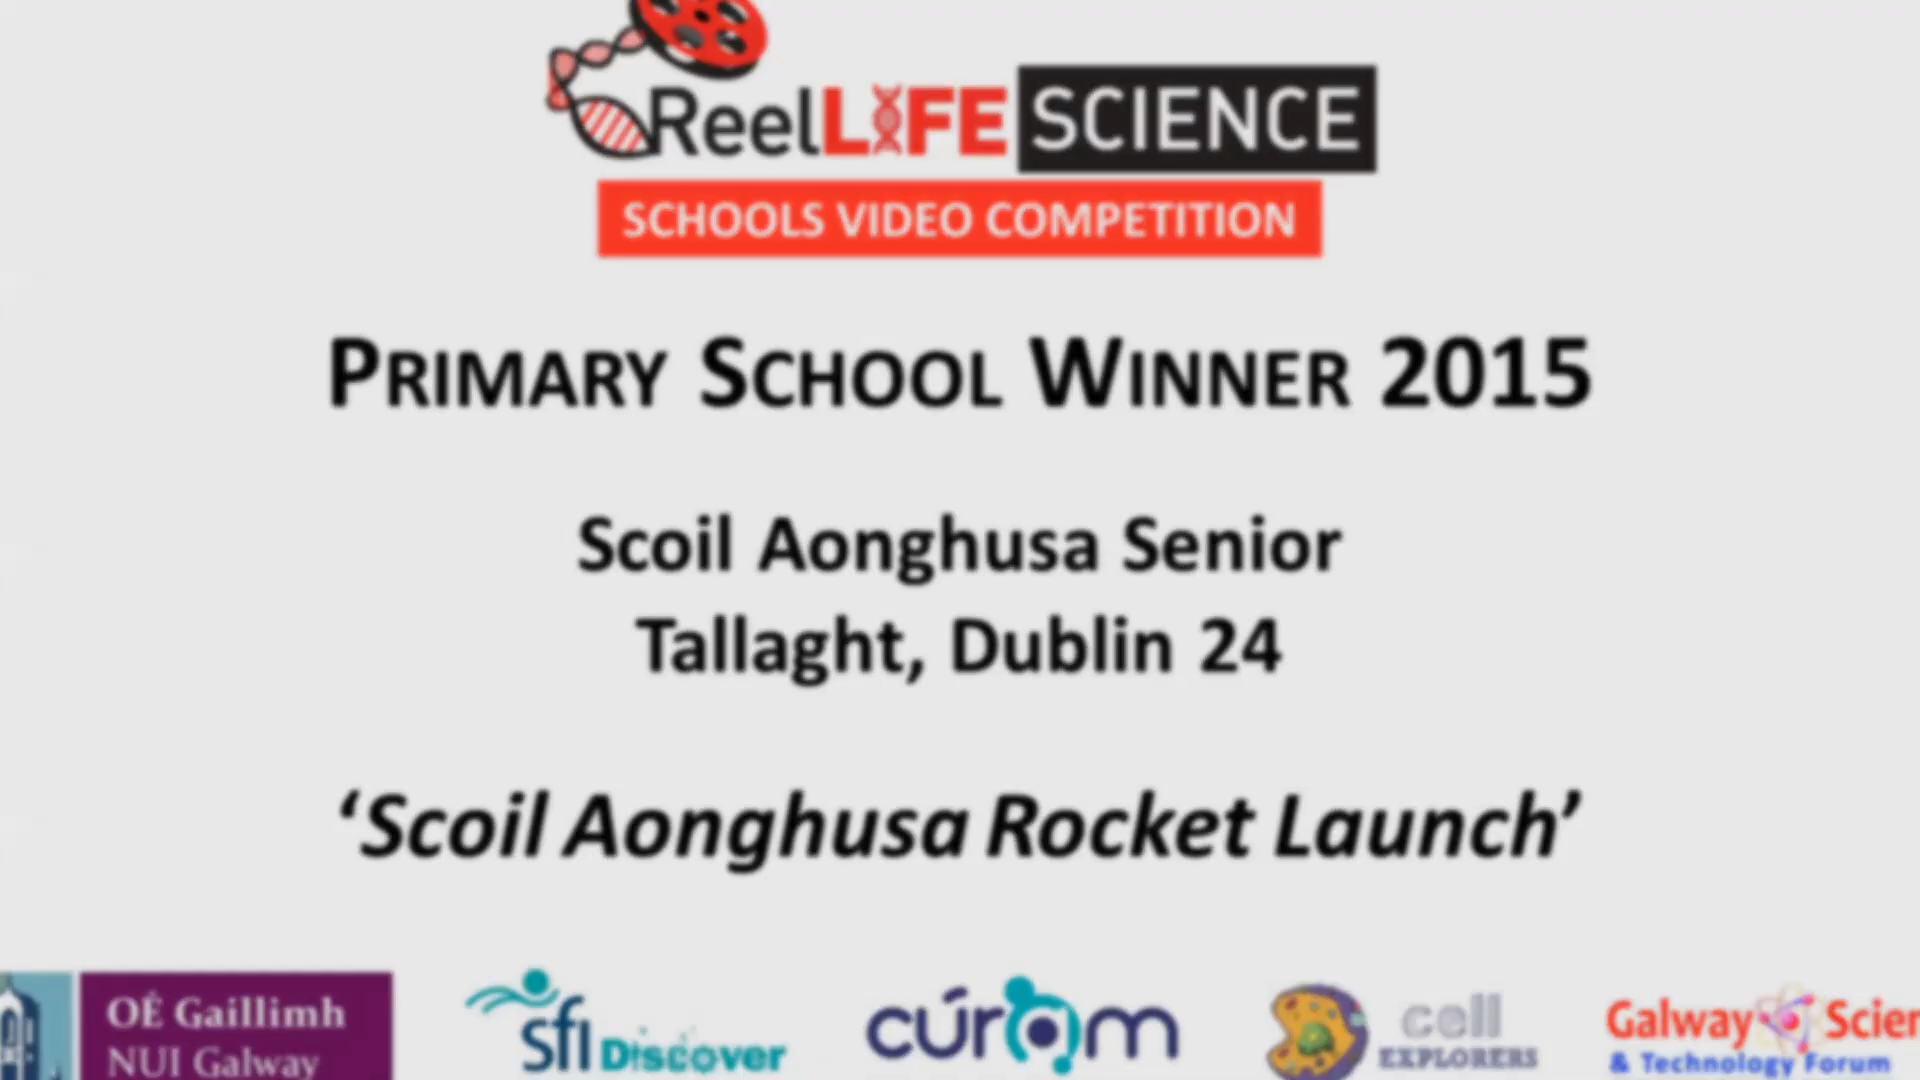 ReelLIFE SCIENCE
SCHOOLS VIDEO COMPETITION
PRIMARY SCHOOL WINNER 2015
Scoil Aonghusa Senior
Tallaght, Dublin 24
‘Scoil Aonghusa Rocket Launch’
OÉ Gaillimh
NUI Galway
sfi Discover
cúram
cell
EXPLORERS
Galway Scien
& Technology Forum